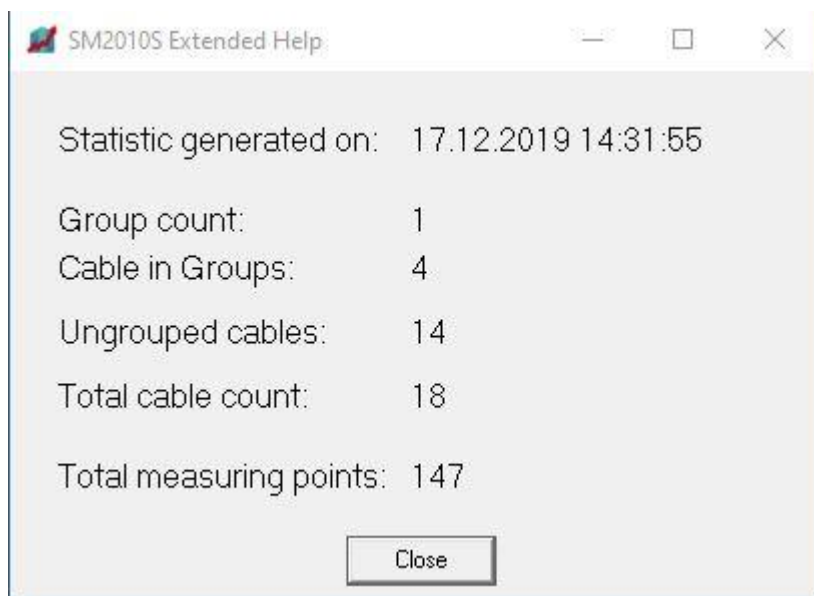 SM2010S Extended Help
Statistic generated on: 17.12.2019 14:31:55
Group count: 1
Cable in Groups: 4
Ungrouped cables: 14
Total cable count: 18
Total measuring points: 147
Close